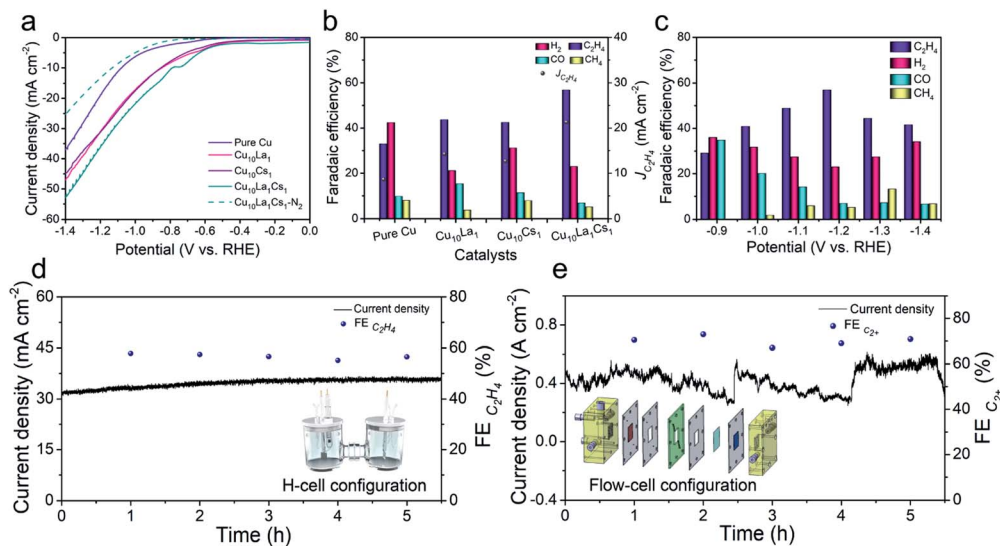 a
Current density (mA cm⁻²)
0
-10
-20
-30
-40
-50
-60
Pure Cu
Cu₁₀La₁
Cu₁₀Cs₁
Cu₁₀La₁Cs₁
Cu₁₀La₁Cs₁-N₂
-1.4 -1.2 -1.0 -0.8 -0.6 -0.4 -0.2 0.0
Potential (V vs. RHE)
b
Faradaic efficiency (%)
80
60
40
20
0
H₂ C₂H₄
CO CH₄
J C₂H₄
40
30
20
10
0
J C₂H₄ (mA cm⁻²)
Pure Cu Cu₁₀La₁ Cu₁₀Cs₁ Cu₁₀La₁Cs₁
Catalysts
c
Faradaic efficiency (%)
80
60
40
20
0
C₂H₄
H₂
CO
CH₄
-0.9 -1.0 -1.1 -1.2 -1.3 -1.4
Potential (V vs. RHE)
d
Current density (mA cm⁻²)
60
45
30
15
0
Current density
FE C₂H₄
80
60
40
20
0
FE C₂H₄ (%)
H-cell configuration
0 1 2 3 4 5
Time (h)
e
Current density (A cm⁻²)
0.8
0.4
0.0
-0.4
Current density
FE C₂₊
80
60
40
20
0
FE C₂₊ (%)
Flow-cell configuration
0 1 2 3 4 5
Time (h)